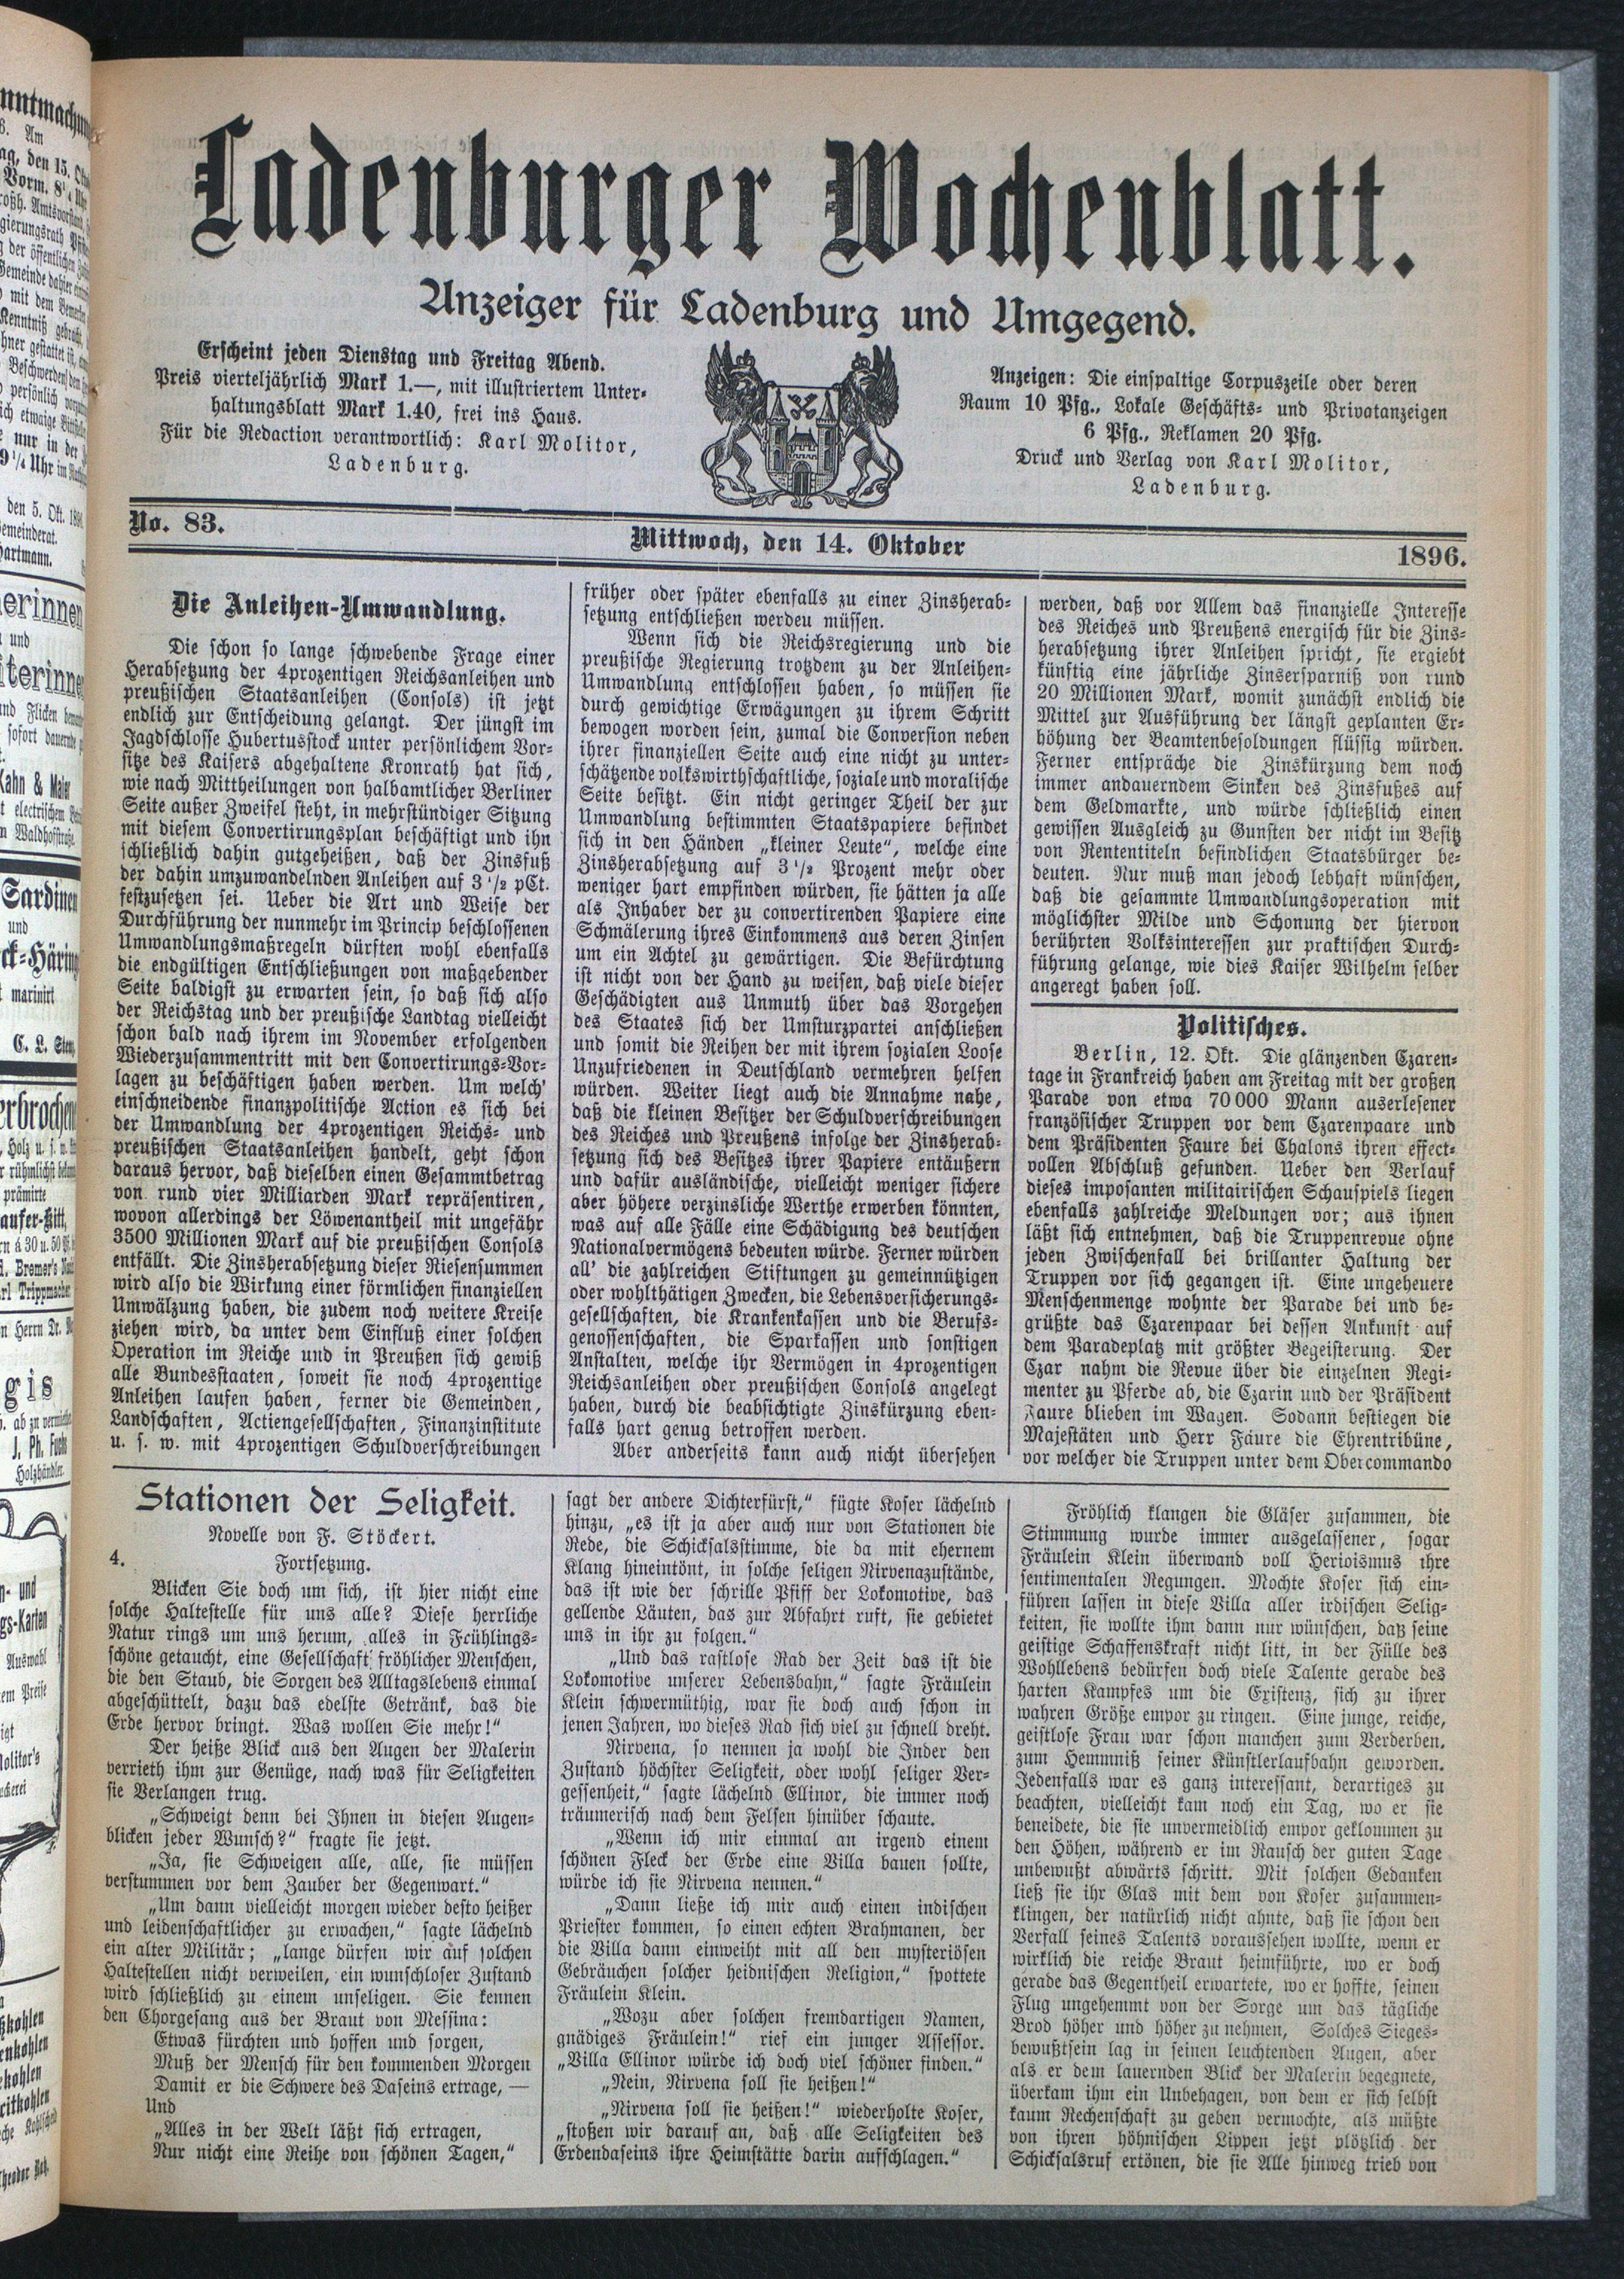 Ladenburger Wochenblatt.
Anzeiger für Ladenburg und Umgegend.
Erscheint jeden Dienstag und Freitag Abend.
Preis vierteljährlich Mark 1.—, mit illustriertem Unter-
haltungsblatt Mark 1.40, frei ins Haus.
Für die Redaction verantwortlich: Karl Molitor,
Ladenburg.
Anzeigen: Die einspaltige Corpuszeile oder deren
Raum 10 Pfg., Lokale Geschäfts- und Privatanzeigen
6 Pfg., Reklamen 20 Pfg.
Druck und Verlag von Karl Molitor,
Ladenburg.
No. 83.
Mittwoch, den 14. Oktober
1896.
Die Anleihen-Umwandlung.
Die schon so lange schwebende Frage einer
Herabsetzung der 4prozentigen Reichsanleihen und
preußischen Staatsanleihen (Consols) ist jetzt
endlich zur Entscheidung gelangt. Der jüngst im
Jagdschlosse Hubertusstock unter persönlichem Vor-
sitze des Kaisers abgehaltene Kronrath hat sich,
wie nach Mittheilungen von halbamtlicher Berliner
Seite außer Zweifel steht, in mehrstündiger Sitzung
mit diesem Convertirungsplan beschäftigt und ihn
schließlich dahin gutgeheißen, daß der Zinsfuß
der dahin umzuwandelnden Anleihen auf 3 1/2 pCt.
festzusetzen sei. Ueber die Art und Weise der
Durchführung der nunmehr im Princip beschlossenen
Umwandlungsmaßregeln dürften wohl ebenfalls
die endgültigen Entschließungen von maßgebender
Seite baldigst zu erwarten sein, so daß sich also
der Reichstag und der preußische Landtag vielleicht
schon bald nach ihrem im November erfolgenden
Wiederzusammentritt mit den Convertirungs-Vor-
lagen zu beschäftigen haben werden. Um welch'
einschneidende finanzpolitische Action es sich bei
der Umwandlung der 4prozentigen Reichs- und
preußischen Staatsanleihen handelt, geht schon
daraus hervor, daß dieselben einen Gesammtbetrag
von rund vier Milliarden Mark repräsentiren,
wovon allerdings der Löwenantheil mit ungefähr
3500 Millionen Mark auf die preußischen Consols
entfällt. Die Zinsherabsetzung dieser Riesensummen
wird also die Wirkung einer förmlichen finanziellen
Umwälzung haben, die zudem noch weitere Kreise
ziehen wird, da unter dem Einfluß einer solchen
Operation im Reiche und in Preußen sich gewiß
alle Bundesstaaten, soweit sie noch 4prozentige
Anleihen laufen haben, ferner die Gemeinden,
Landschaften, Actiengesellschaften, Finanzinstitute
u. s. w. mit 4prozentigen Schuldverschreibungen
früher oder später ebenfalls zu einer Zinsherab-
setzung entschließen werdeu müssen.
Wenn sich die Reichsregierung und die
preußische Regierung trotzdem zu der Anleihen-
Umwandlung entschlossen haben, so müssen sie
durch gewichtige Erwägungen zu ihrem Schritt
bewogen worden sein, zumal die Conversion neben
ihrer finanziellen Seite auch eine nicht zu unter-
schätzende volkswirthschaftliche, soziale und moralische
Seite besitzt. Ein nicht geringer Theil der zur
Umwandlung bestimmten Staatspapiere befindet
sich in den Händen „kleiner Leute“, welche eine
Zinsherabsetzung auf 3 1/2 Prozent mehr oder
weniger hart empfinden würden, sie hätten ja alle
als Inhaber der zu convertirenden Papiere eine
Schmälerung ihres Einkommens aus deren Zinsen
um ein Achtel zu gewärtigen. Die Befürchtung
ist nicht von der Hand zu weisen, daß viele dieser
Geschädigten aus Unmuth über das Vorgehen
des Staates sich der Umsturzpartei anschließen
und somit die Reihen der mit ihrem sozialen Loose
Unzufriedenen in Deutschland vermehren helfen
würden. Weiter liegt auch die Annahme nahe,
daß die kleinen Besitzer der Schuldverschreibungen
des Reiches und Preußens infolge der Zinsherab-
setzung sich des Besitzes ihrer Papiere entäußern
und dafür ausländische, vielleicht weniger sichere
aber höhere verzinsliche Werthe erwerben könnten,
was auf alle Fälle eine Schädigung des deutschen
Nationalvermögens bedeuten würde. Ferner würden
all' die zahlreichen Stiftungen zu gemeinnützigen
oder wohlthätigen Zwecken, die Lebensversicherungs-
gesellschaften, die Krankenkassen und die Berufs-
genossenschaften, die Sparkassen und sonstigen
Anstalten, welche ihr Vermögen in 4prozentigen
Reichsanleihen oder preußischen Consols angelegt
haben, durch die beabsichtigte Zinskürzung eben-
falls hart genug betroffen werden.
Aber anderseits kann auch nicht übersehen
werden, daß vor Allem das finanzielle Interesse
des Reiches und Preußens energisch für die Zins-
herabsetzung ihrer Anleihen spricht, sie ergiebt
künftig eine jährliche Zinsersparniß von rund
20 Millionen Mark, womit zunächst endlich die
Mittel zur Ausführung der längst geplanten Er-
höhung der Beamtenbesoldungen flüssig würden.
Ferner entspräche die Zinskürzung dem noch
immer andauerndem Sinken des Zinsfußes auf
dem Geldmarkte, und würde schließlich einen
gewissen Ausgleich zu Gunsten der nicht im Besitz
von Rententiteln befindlichen Staatsbürger be-
deuten. Nur muß man jedoch lebhaft wünschen,
daß die gesammte Umwandlungsoperation mit
möglichster Milde und Schonung der hiervon
berührten Volksinteressen zur praktischen Durch-
führung gelange, wie dies Kaiser Wilhelm selber
angeregt haben soll.
Politisches.
Berlin, 12. Okt. Die glänzenden Czaren-
tage in Frankreich haben am Freitag mit der großen
Parade von etwa 70000 Mann auserlesener
französischer Truppen vor dem Czarenpaare und
dem Präsidenten Faure bei Chalons ihren effect-
vollen Abschluß gefunden. Ueber den Verlauf
dieses imposanten militairischen Schauspiels liegen
ebenfalls zahlreiche Meldungen vor; aus ihnen
läßt sich entnehmen, daß die Truppenrevue ohne
jeden Zwischenfall bei brillanter Haltung der
Truppen vor sich gegangen ist. Eine ungeheuere
Menschenmenge wohnte der Parade bei und be-
grüßte das Czarenpaar bei dessen Ankunft auf
dem Paradeplatz mit größter Begeisterung. Der
Czar nahm die Revue über die einzelnen Regi-
menter zu Pferde ab, die Czarin und der Präsident
Faure blieben im Wagen. Sodann bestiegen die
Majestäten und Herr Faure die Ehrentribüne,
vor welcher die Truppen unter dem Obercommando
Stationen der Seligkeit.
Novelle von F. Stöckert.
4.
Fortsetzung.
Blicken Sie doch um sich, ist hier nicht eine
solche Haltestelle für uns alle? Diese herrliche
Natur rings um uns herum, alles in Frühlings-
schöne getaucht, eine Gesellschaft fröhlicher Menschen,
die den Staub, die Sorgen des Alltagslebens einmal
abgeschüttelt, dazu das edelste Getränk, das die
Erde hervor bringt. Was wollen Sie mehr!“
Der heiße Blick aus den Augen der Malerin
verrieth ihm zur Genüge, nach was für Seligkeiten
sie Verlangen trug.
„Schweigt denn bei Ihnen in diesen Augen-
blicken jeder Wunsch?“ fragte sie jetzt.
„Ja, sie Schweigen alle, alle, sie müssen
verstummen vor dem Zauber der Gegenwart.“
„Um dann vielleicht morgen wieder desto heißer
und leidenschaftlicher zu erwachen,“ sagte lächelnd
ein alter Militär; „lange dürfen wir auf solchen
Haltestellen nicht verweilen, ein wunschloser Zustand
wird schließlich zu einem unseligen. Sie kennen
den Chorgesang aus der Braut von Messina:
Etwas fürchten und hoffen und sorgen,
Muß der Mensch für den kommenden Morgen
Damit er die Schwere des Daseins ertrage, —
Und
„Alles in der Welt läßt sich ertragen,
Nur nicht eine Reihe von schönen Tagen,“
sagt der andere Dichterfürst,“ fügte Koser lächelnd
hinzu, „es ist ja aber auch nur von Stationen die
Rede, die Schicksalsstimme, die da mit ehernem
Klang hineintönt, in solche seligen Nirvenazustände,
das ist wie der schrille Pfiff der Lokomotive, das
gellende Läuten, das zur Abfahrt ruft, sie gebietet
uns in ihr zu folgen.“
„Und das rastlose Rad der Zeit das ist die
Lokomotive unserer Lebensbahn,“ sagte Fräulein
Klein schwermüthig, war sie doch auch schon in
jenen Jahren, wo dieses Rad sich viel zu schnell dreht.
Nirvena, so nennen ja wohl die Inder den
Zustand höchster Seligkeit, oder wohl seliger Ver-
gessenheit,“ sagte lächelnd Ellinor, die immer noch
träumerisch nach dem Felsen hinüber schaute.
„Wenn ich mir einmal an irgend einem
schönen Fleck der Erde eine Villa bauen sollte,
würde ich sie Nirvena nennen.“
„Dann ließe ich mir auch einen indischen
Priester kommen, so einen echten Brahmanen, der
die Villa dann einweiht mit all den mysteriösen
Gebräuchen solcher heidnischen Religion,“ spottete
Fräulein Klein.
„Wozu aber solchen fremdartigen Namen,
gnädiges Fräulein!“ rief ein junger Assessor.
„Villa Ellinor würde ich doch viel schöner finden.“
„Nein, Nirvena soll sie heißen!“
„Nirvena soll sie heißen!“ wiederholte Koser,
„stoßen wir darauf an, daß alle Seligkeiten des
Erdendaseins ihre Heimstätte darin aufschlagen.“
Fröhlich klangen die Gläser zusammen, die
Stimmung wurde immer ausgelassener, sogar
Fräulein Klein überwand voll Herioismus ihre
sentimentalen Regungen. Mochte Koser sich ein-
führen lassen in diese Villa aller irdischen Selig-
keiten, sie wollte ihm dann nur wünschen, daß seine
geistige Schaffenskraft nicht litt, in der Fülle des
Wohllebens bedürfen doch viele Talente gerade des
harten Kampfes um die Existenz, sich zu ihrer
wahren Größe empor zu ringen. Eine junge, reiche,
geistlose Frau war schon manchen zum Verderben,
zum Hemmniß seiner Künstlerlaufbahn geworden.
Jedenfalls war es ganz interessant, derartiges zu
beachten, vielleicht kam noch ein Tag, wo er sie
beneidete, die sie unvermeidlich empor geklommen zu
den Höhen, während er im Rausch der guten Tage
unbewußt abwärts schritt. Mit solchen Gedanken
ließ sie ihr Glas mit dem von Koser zusammen-
klingen, der natürlich nicht ahnte, daß sie schon den
Verfall seines Talents voraussehen wollte, wenn er
wirklich die reiche Braut heimführte, wo er doch
gerade das Gegentheil erwartete, wo er hoffte, seinen
Flug ungehemmt von der Sorge um das tägliche
Brod höher und höher zu nehmen, Solches Sieges-
bewußtsein lag in seinen leuchtenden Augen, aber
als er dem lauernden Blick der Malerin begegnete,
überkam ihm ein Unbehagen, von dem er sich selbst
kaum Rechenschaft zu geben vermochte, als müßte
von ihren höhnischen Lippen jetzt plötzlich der
Schicksalsruf ertönen, die sie Alle hinweg trieb von